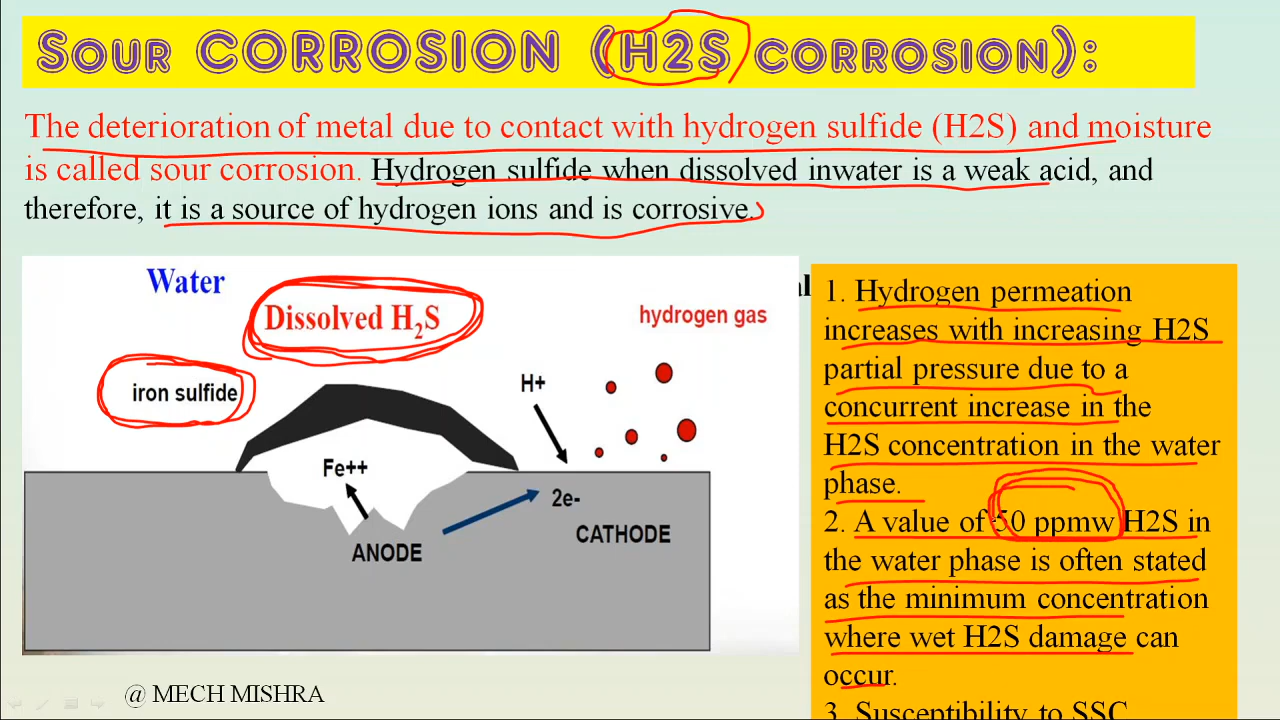 SOUR CORROSION (H2S CORROSION):
The deterioration of metal due to contact with hydrogen sulfide (H2S) and moisture
is called sour corrosion. Hydrogen sulfide when dissolved inwater is a weak acid, and
therefore, it is a source of hydrogen ions and is corrosive.
Water
Dissolved H₂S
hydrogen gas
iron sulfide
H+
Fe++
2e-
CATHODE
ANODE
al
1. Hydrogen permeation
increases with increasing H2S
partial pressure due to a
concurrent increase in the
H2S concentration in the water
phase.
2. A value of 50 ppmw H2S in
the water phase is often stated
as the minimum concentration
where wet H2S damage can
occur.
3. Susceptibility to SSC
@ MECH MISHRA